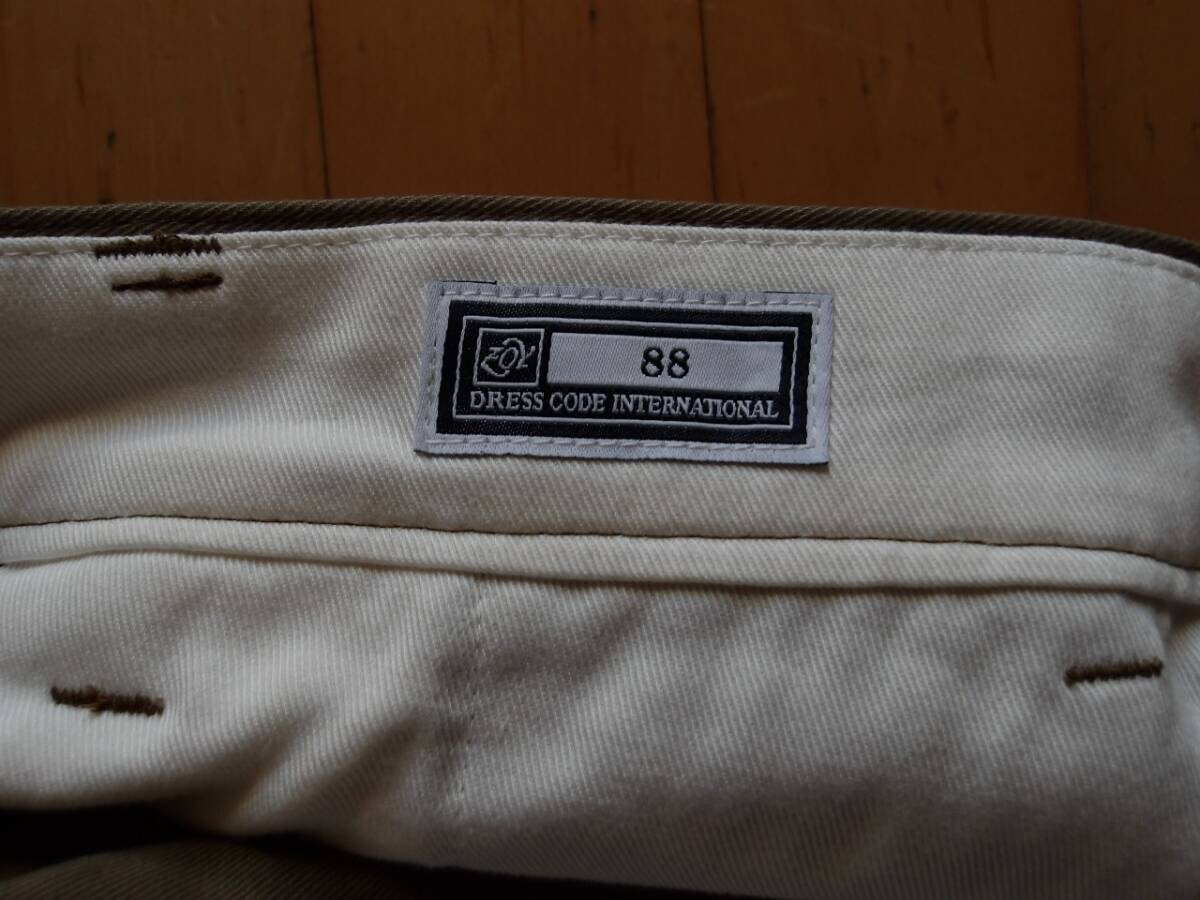 ZOY 88
DRESS CODE INTERNATIONAL